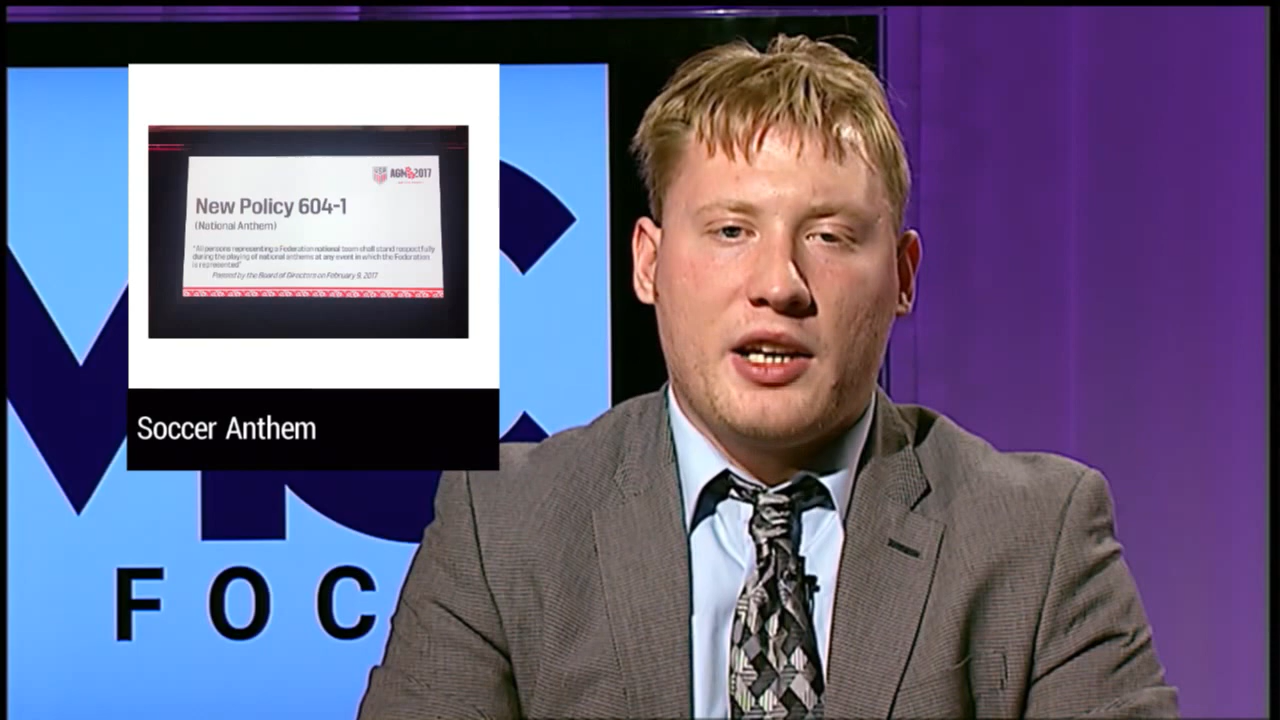 AGM 2017
New Policy 604-1
(National Anthem)
"All persons representing a Federation national team shall stand respectfully
during the playing of national anthems at any event in which the Federation
is represented"
Passed by the Board of Directors on February 9, 2017
Soccer Anthem
FOC